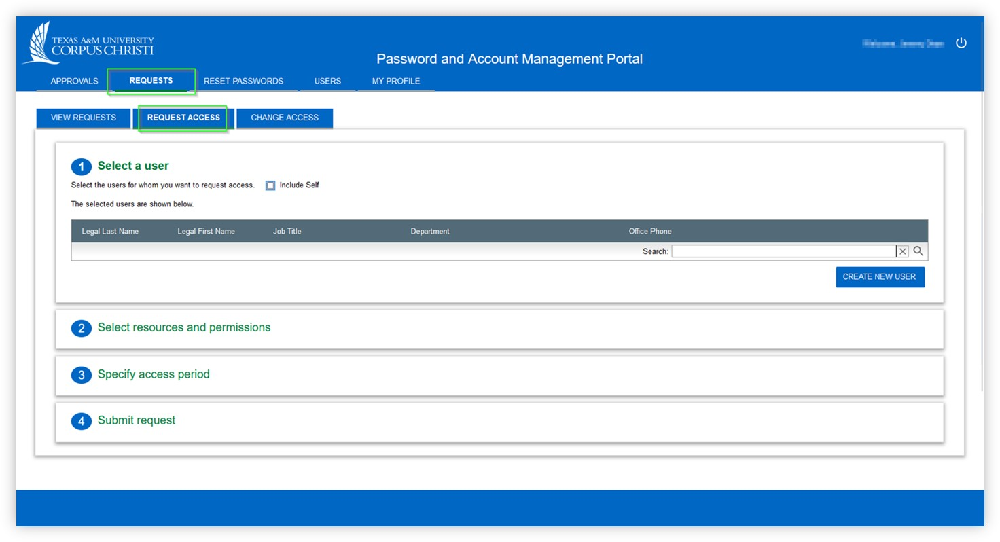 TEXAS A&M UNIVERSITY
CORPUS CHRISTI
Password and Account Management Portal
APPROVALS REQUESTS RESET PASSWORDS USERS MY PROFILE
VIEW REQUESTS REQUEST ACCESS CHANGE ACCESS
1 Select a user
Select the users for whom you want to request access. Include Self
The selected users are shown below.
Legal Last Name Legal First Name Job Title Department Office Phone
Search:
CREATE NEW USER
2 Select resources and permissions
3 Specify access period
4 Submit request